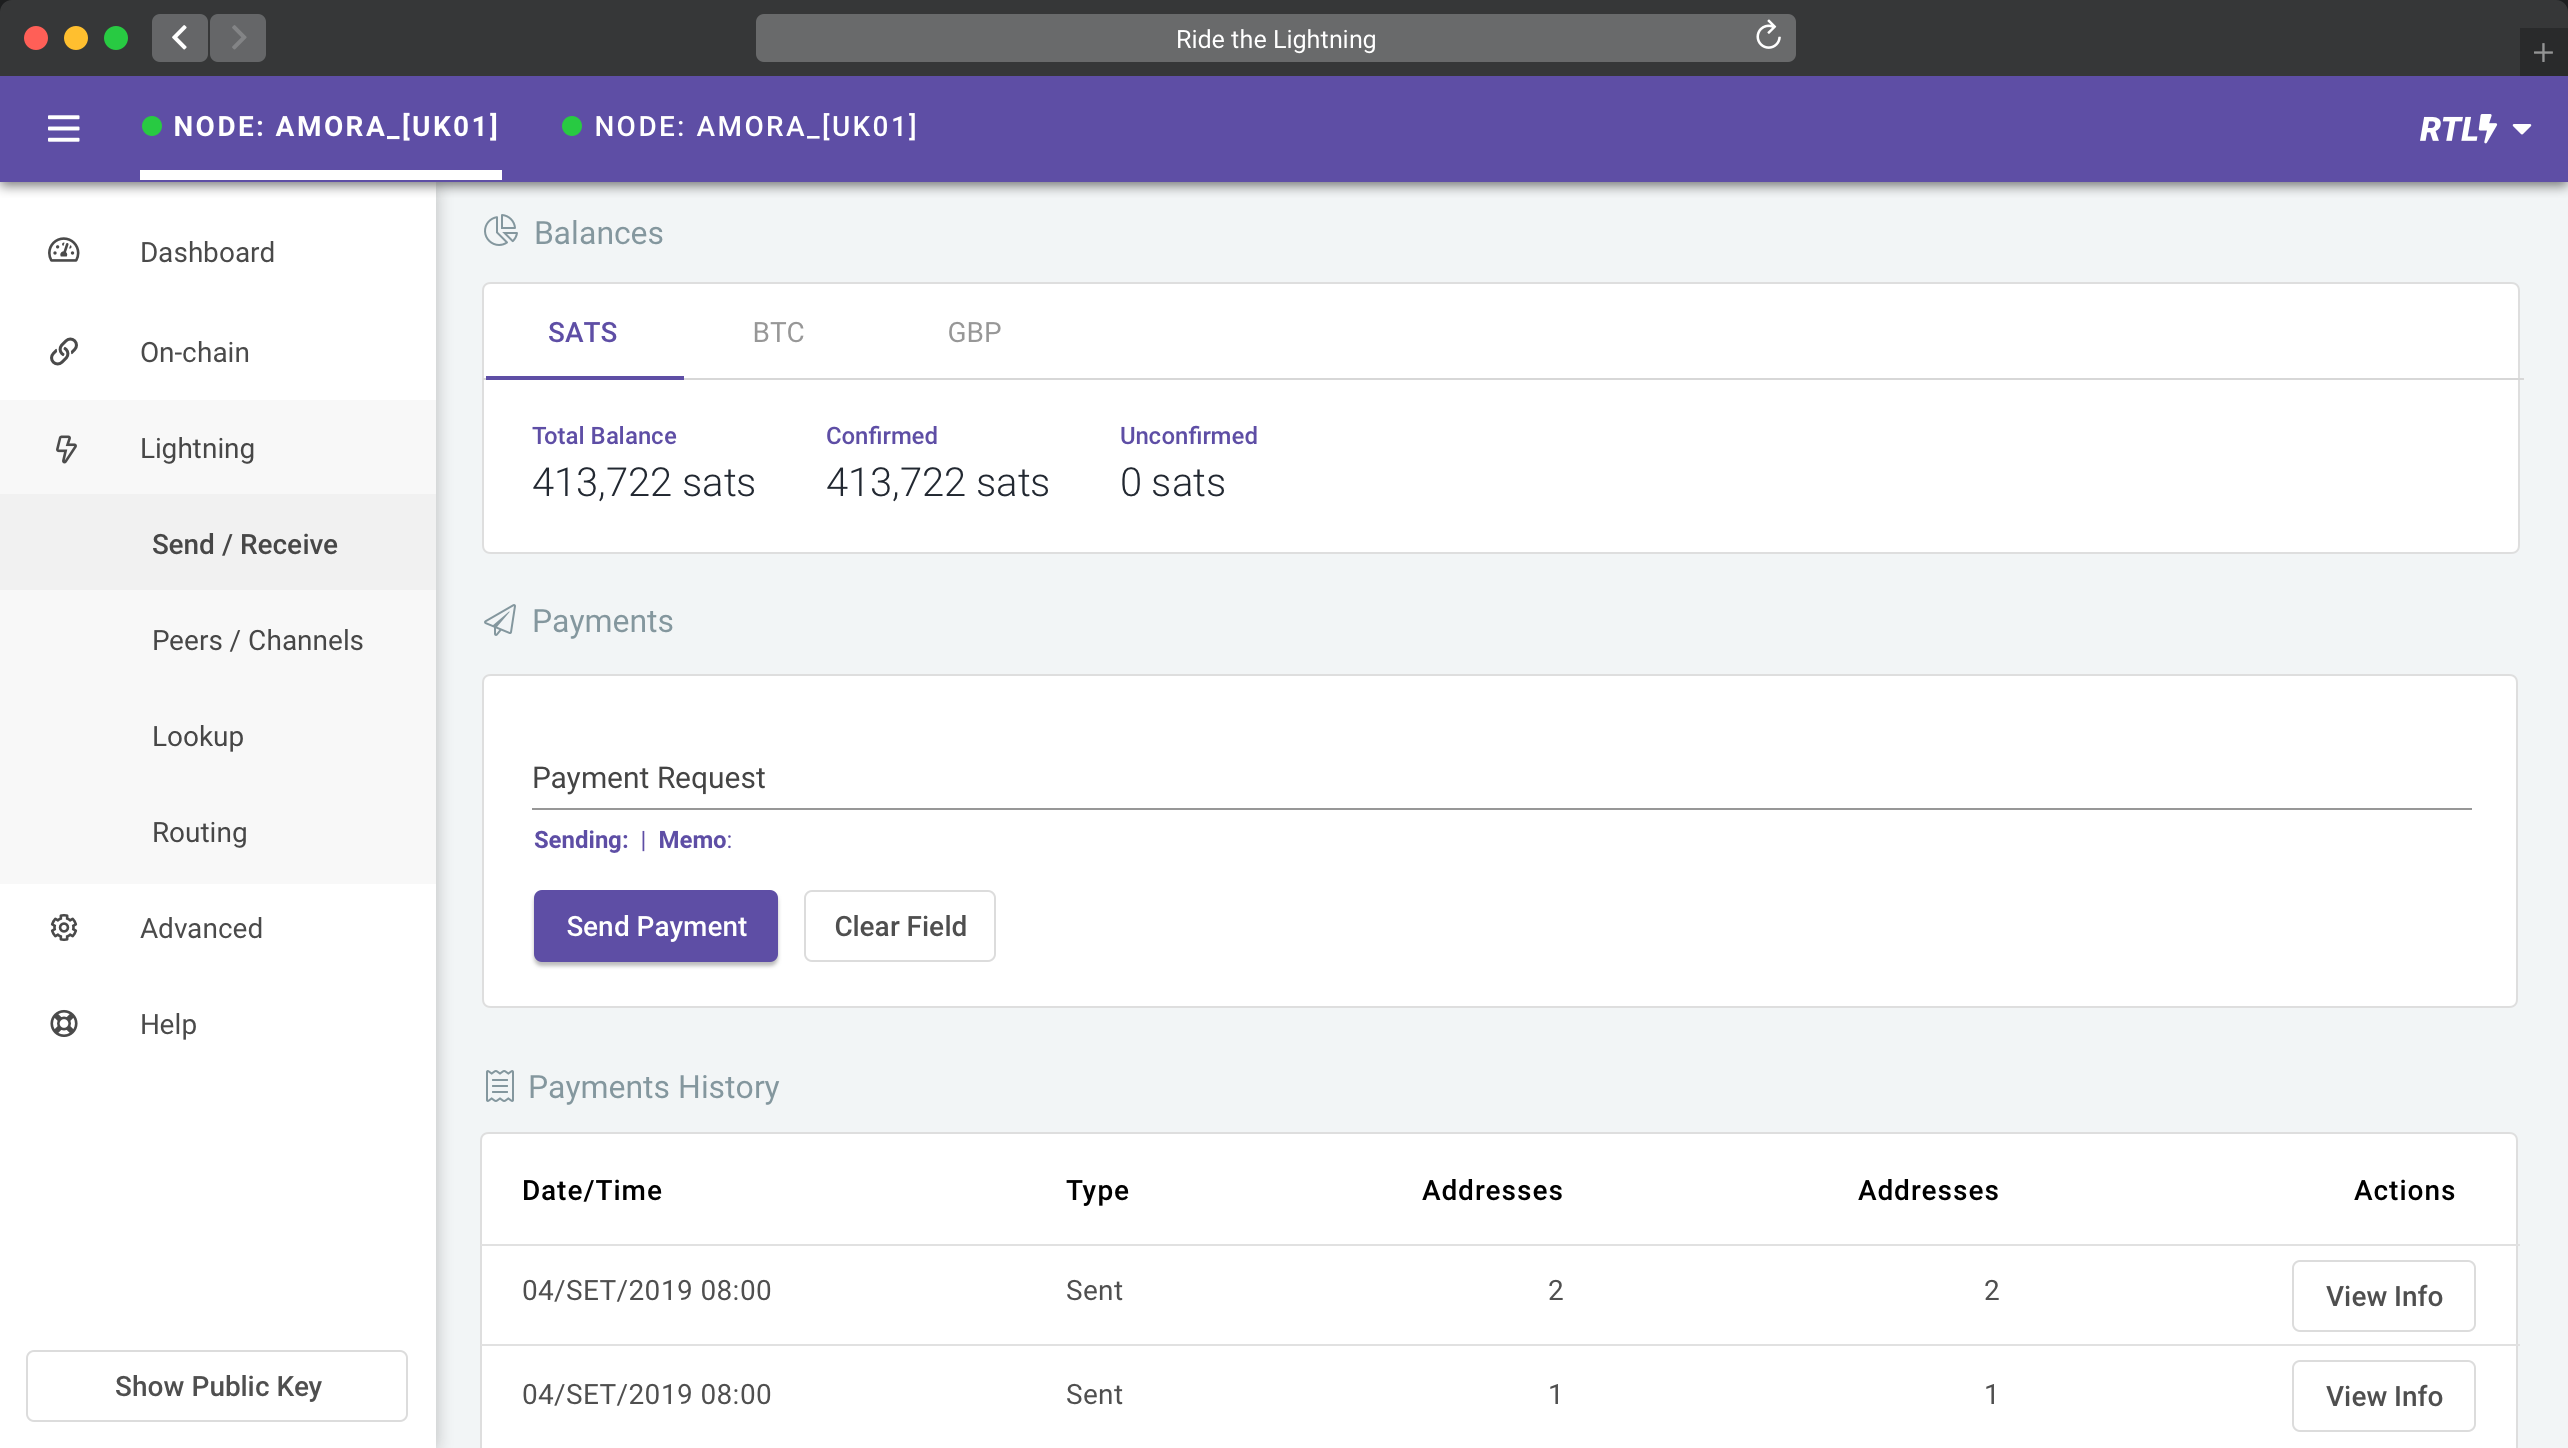 Ride the Lightning
NODE: AMORA_[UK01]
NODE: AMORA_[UK01]
RTL
Dashboard
On-chain
Lightning
Send / Receive
Peers / Channels
Lookup
Routing
Advanced
Help
Show Public Key
Balances
SATS BTC GBP
Total Balance Confirmed Unconfirmed
413,722 sats 413,722 sats 0 sats
Payments
Payment Request
Sending: | Memo:
Send Payment Clear Field
Payments History
Date/Time Type Addresses Addresses Actions
04/SET/2019 08:00 Sent 2 2 View Info
04/SET/2019 08:00 Sent 1 1 View Info